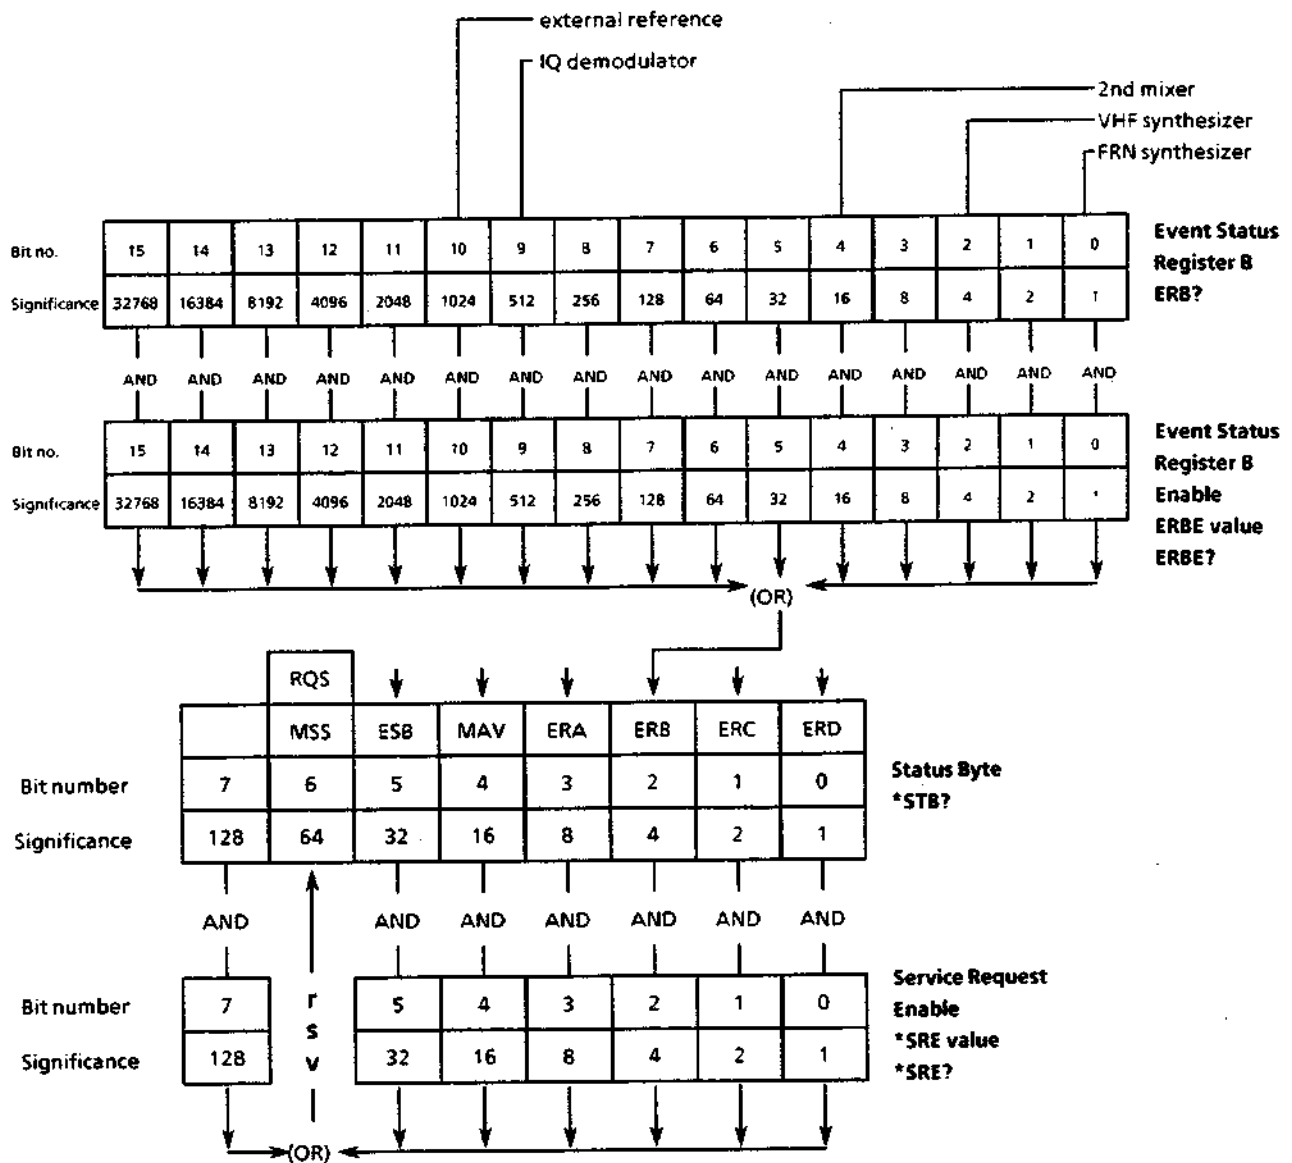 external reference
IQ demodulator
2nd mixer
VHF synthesizer
FRN synthesizer
Bit no. 15 14 13 12 11 10 9 8 7 6 5 4 3 2 1 0
Significance 32768 16384 8192 4096 2048 1024 512 256 128 64 32 16 8 4 2 1
Event Status
Register B
ERB?
AND AND AND AND AND AND AND AND AND AND AND AND AND AND AND AND
Bit no. 15 14 13 12 11 10 9 8 7 6 5 4 3 2 1 0
Significance 32768 16384 8192 4096 2048 1024 512 256 128 64 32 16 8 4 2 1
Event Status
Register B
Enable
ERBE value
ERBE?
(OR)
RQS
MSS ESB MAV ERA ERB ERC ERD
Bit number 7 6 5 4 3 2 1 0
Significance 128 64 32 16 8 4 2 1
Status Byte
*STB?
AND AND AND AND AND AND AND
Bit number 7 5 4 3 2 1 0
Significance 128 32 16 8 4 2 1
rsv
Service Request
Enable
*SRE value
*SRE?
(OR)